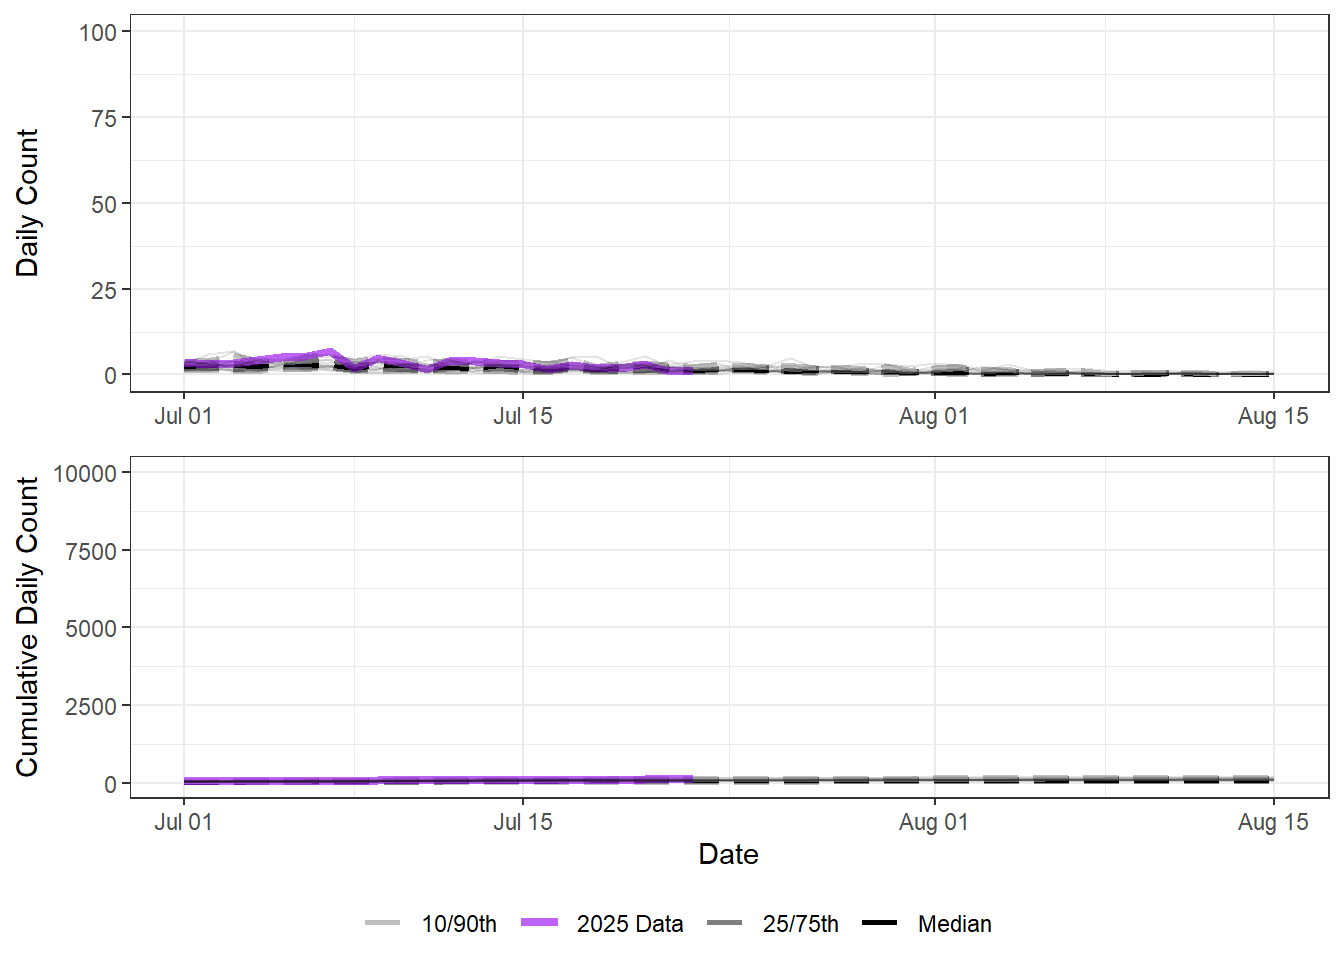 Daily Count
100
75
50
25
0
Jul 01 Jul 15 Aug 01 Aug 15
Cumulative Daily Count
10000
7500
5000
2500
0
Jul 01 Jul 15 Aug 01 Aug 15
Date
10/90th 2025 Data 25/75th Median